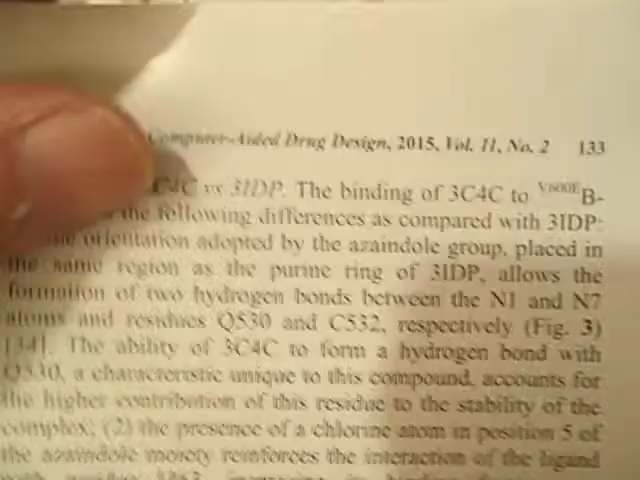 Computer-Aided Drug Design, 2015, Vol. 11, No. 2 133
C4C vs 3IDP. The binding of 3C4C to V600EB-
the following differences as compared with 3IDP:
the orientation adopted by the azaindole group, placed in
the same region as the purine ring of 3IDP, allows the
formation of two hydrogen bonds between the N1 and N7
atoms and residues Q530 and C532, respectively (Fig. 3)
[34]. The ability of 3C4C to form a hydrogen bond with
Q530, a characteristic unique to this compound, accounts for
the higher contribution of this residue to the stability of the
complex; (2) the presence of a chlorine atom in position 5 of
the azaindole moiety reinforces the interaction of the ligand